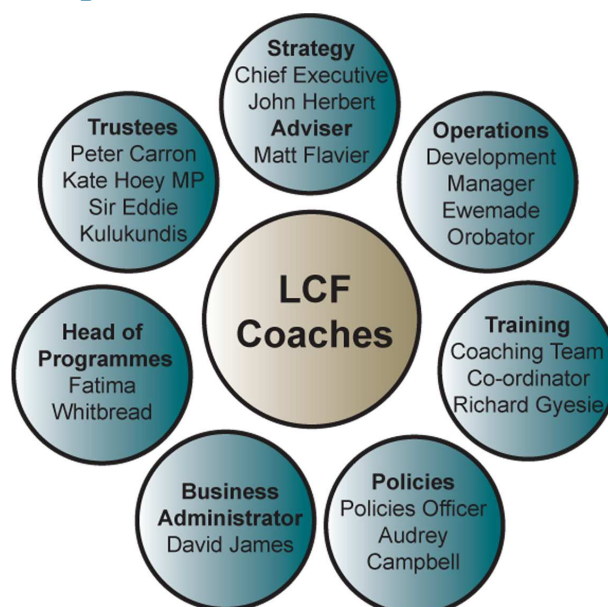 Strategy
Chief Executive
John Herbert
Adviser
Matt Flavier
Trustees
Peter Carron
Kate Hoey MP
Sir Eddie
Kulukundis
Operations
Development
Manager
Ewemade
Orobator
LCF
Coaches
Head of
Programmes
Fatima
Whitbread
Training
Coaching Team
Co-ordinator
Richard Gyesie
Business
Administrator
David James
Policies
Policies Officer
Audrey
Campbell